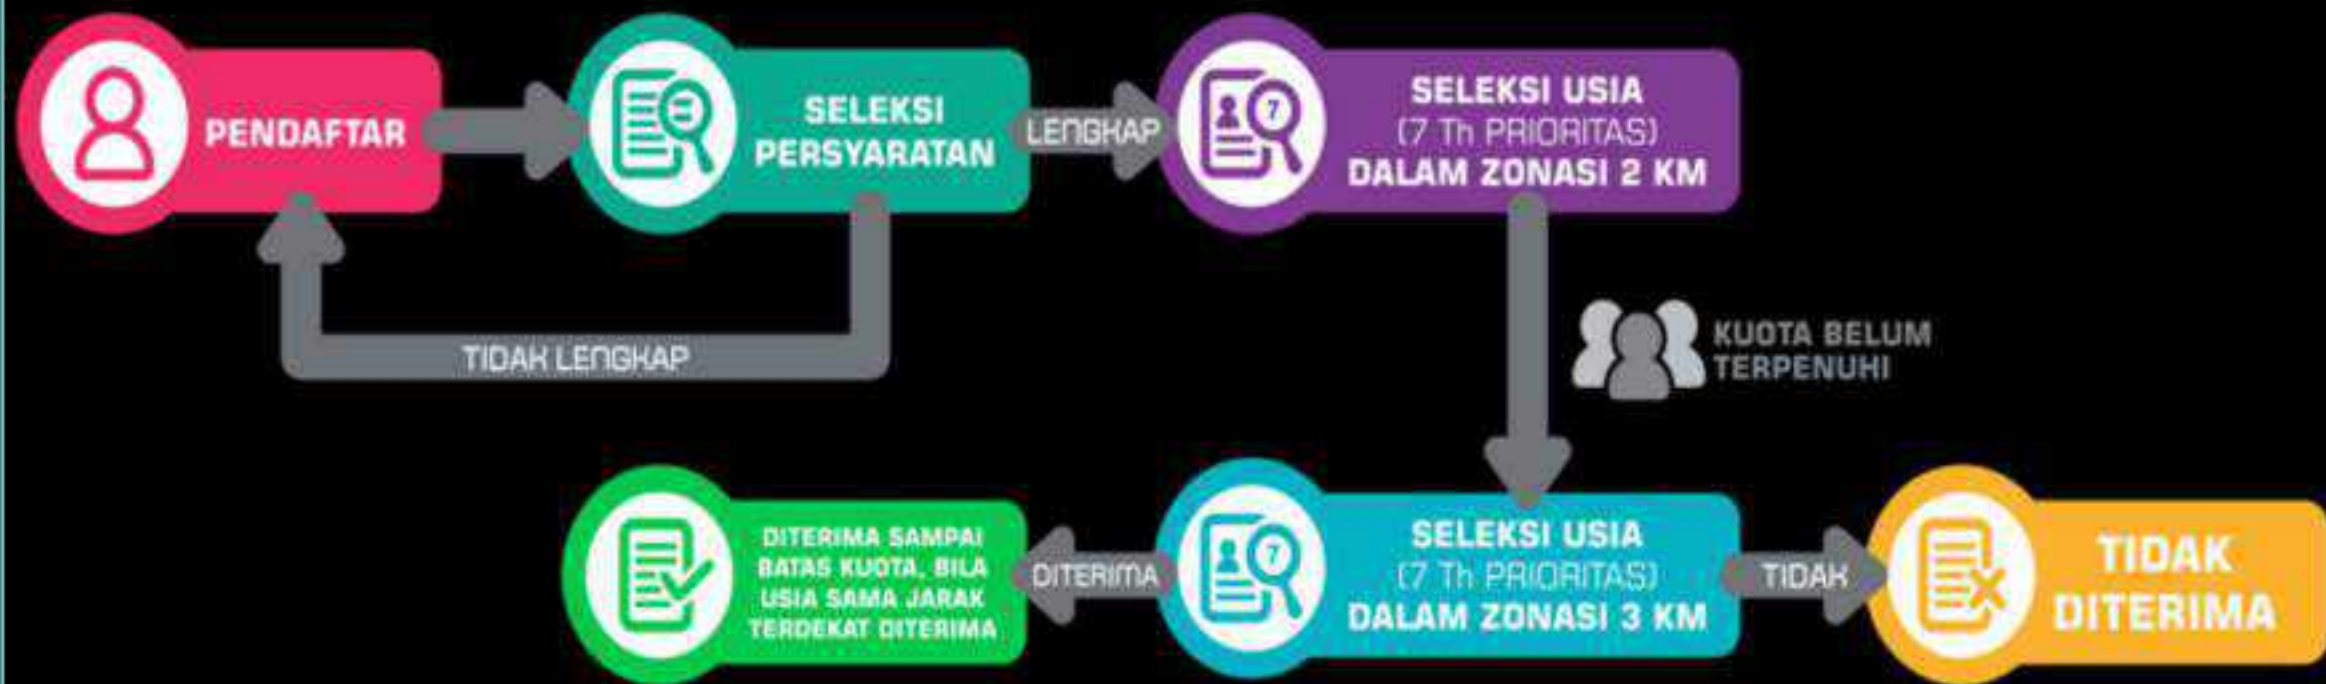 PENDAFTAR
SELEKSI
PERSYARATAN
LENGKAP
7
SELEKSI USIA
(7 Th PRIORITAS)
DALAM ZONASI 2 KM
TIDAK LENGKAP
KUOTA BELUM
TERPENUHI
DITERIMA SAMPAI
BATAS KUOTA, BILA
USIA SAMA JARAK
TERDEKAT DITERIMA
DITERIMA
7
SELEKSI USIA
(7 Th PRIORITAS)
DALAM ZONASI 3 KM
TIDAK
TIDAK
DITERIMA